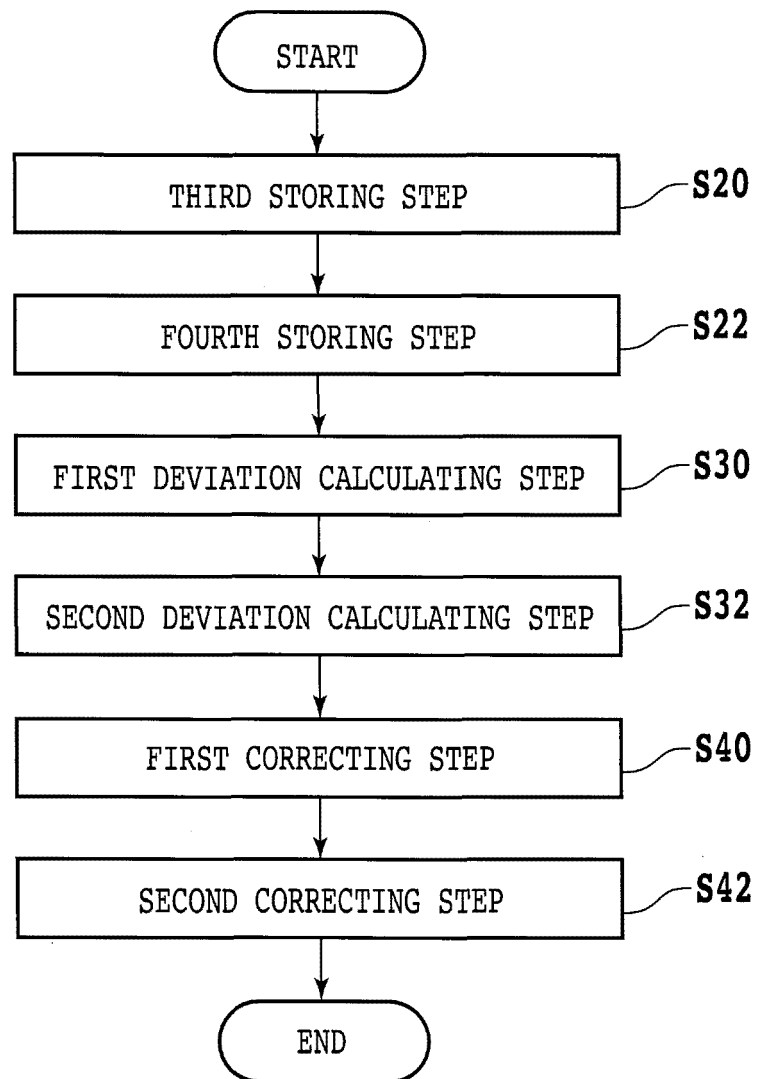 START
THIRD STORING STEP S20
FOURTH STORING STEP S22
FIRST DEVIATION CALCULATING STEP S30
SECOND DEVIATION CALCULATING STEP S32
FIRST CORRECTING STEP S40
SECOND CORRECTING STEP S42
END